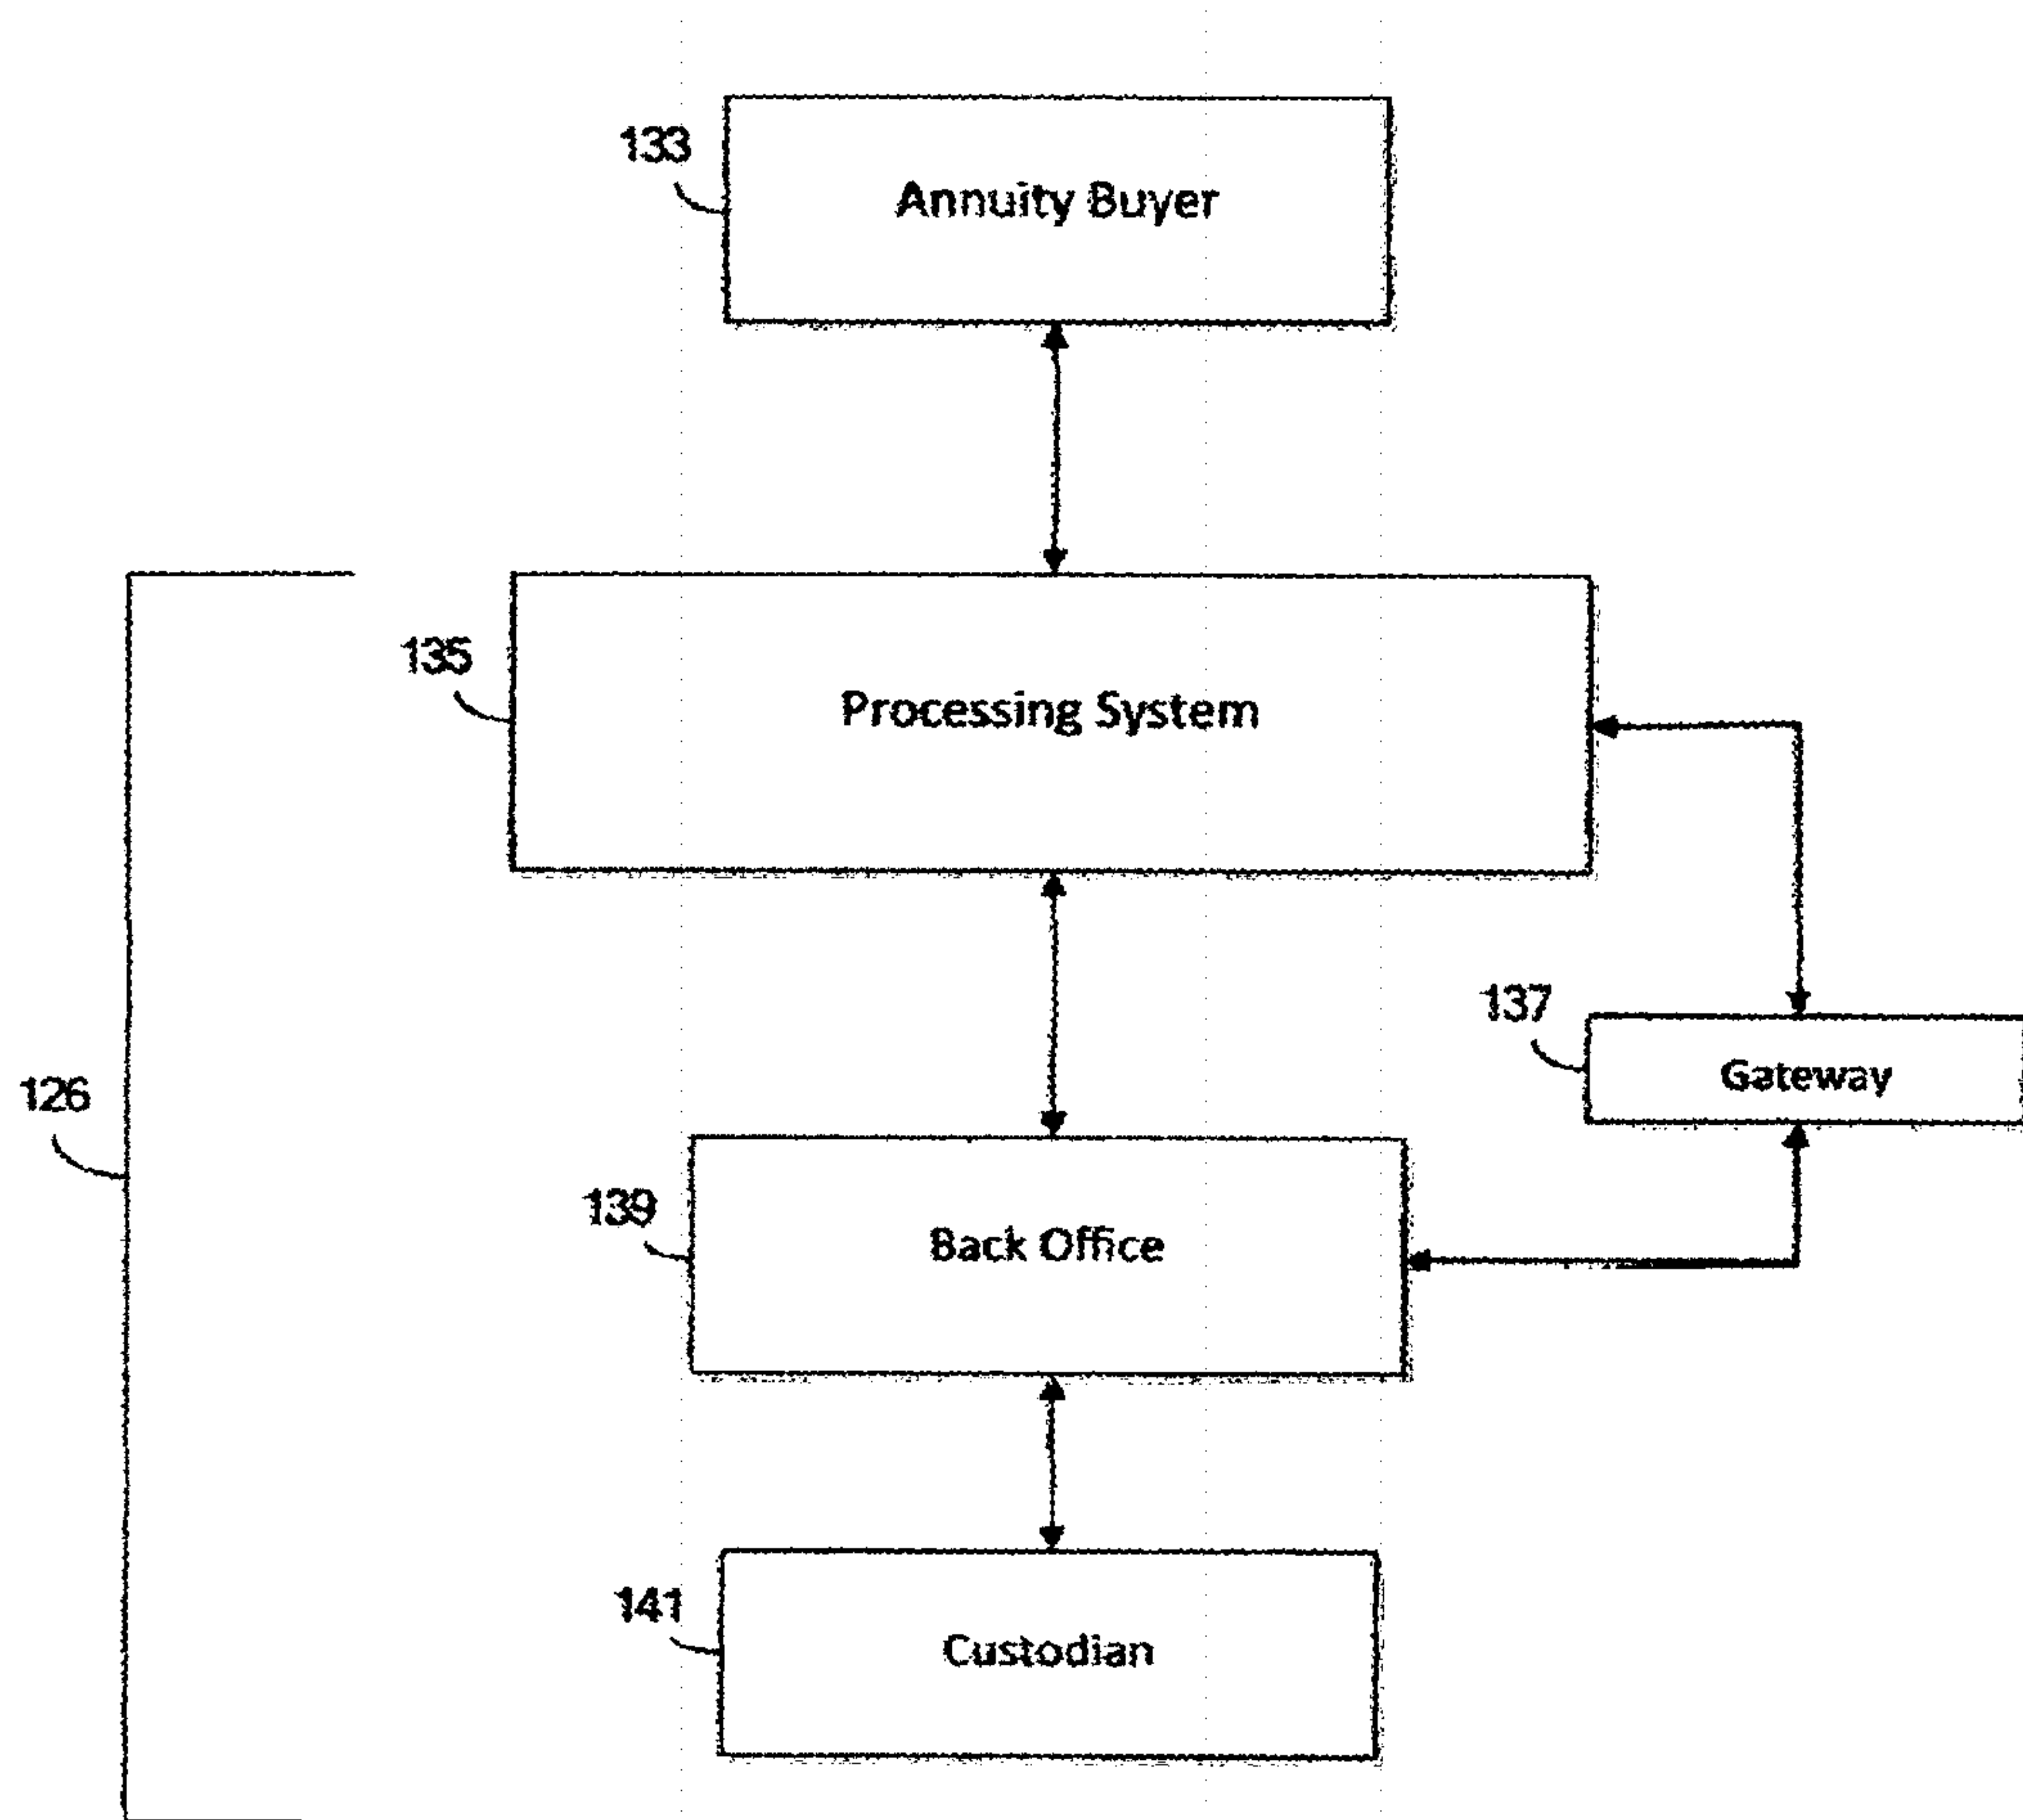 133
Annuity Buyer
135
Processing System
137
Gateway
126
139
Back Office
141
Custodian